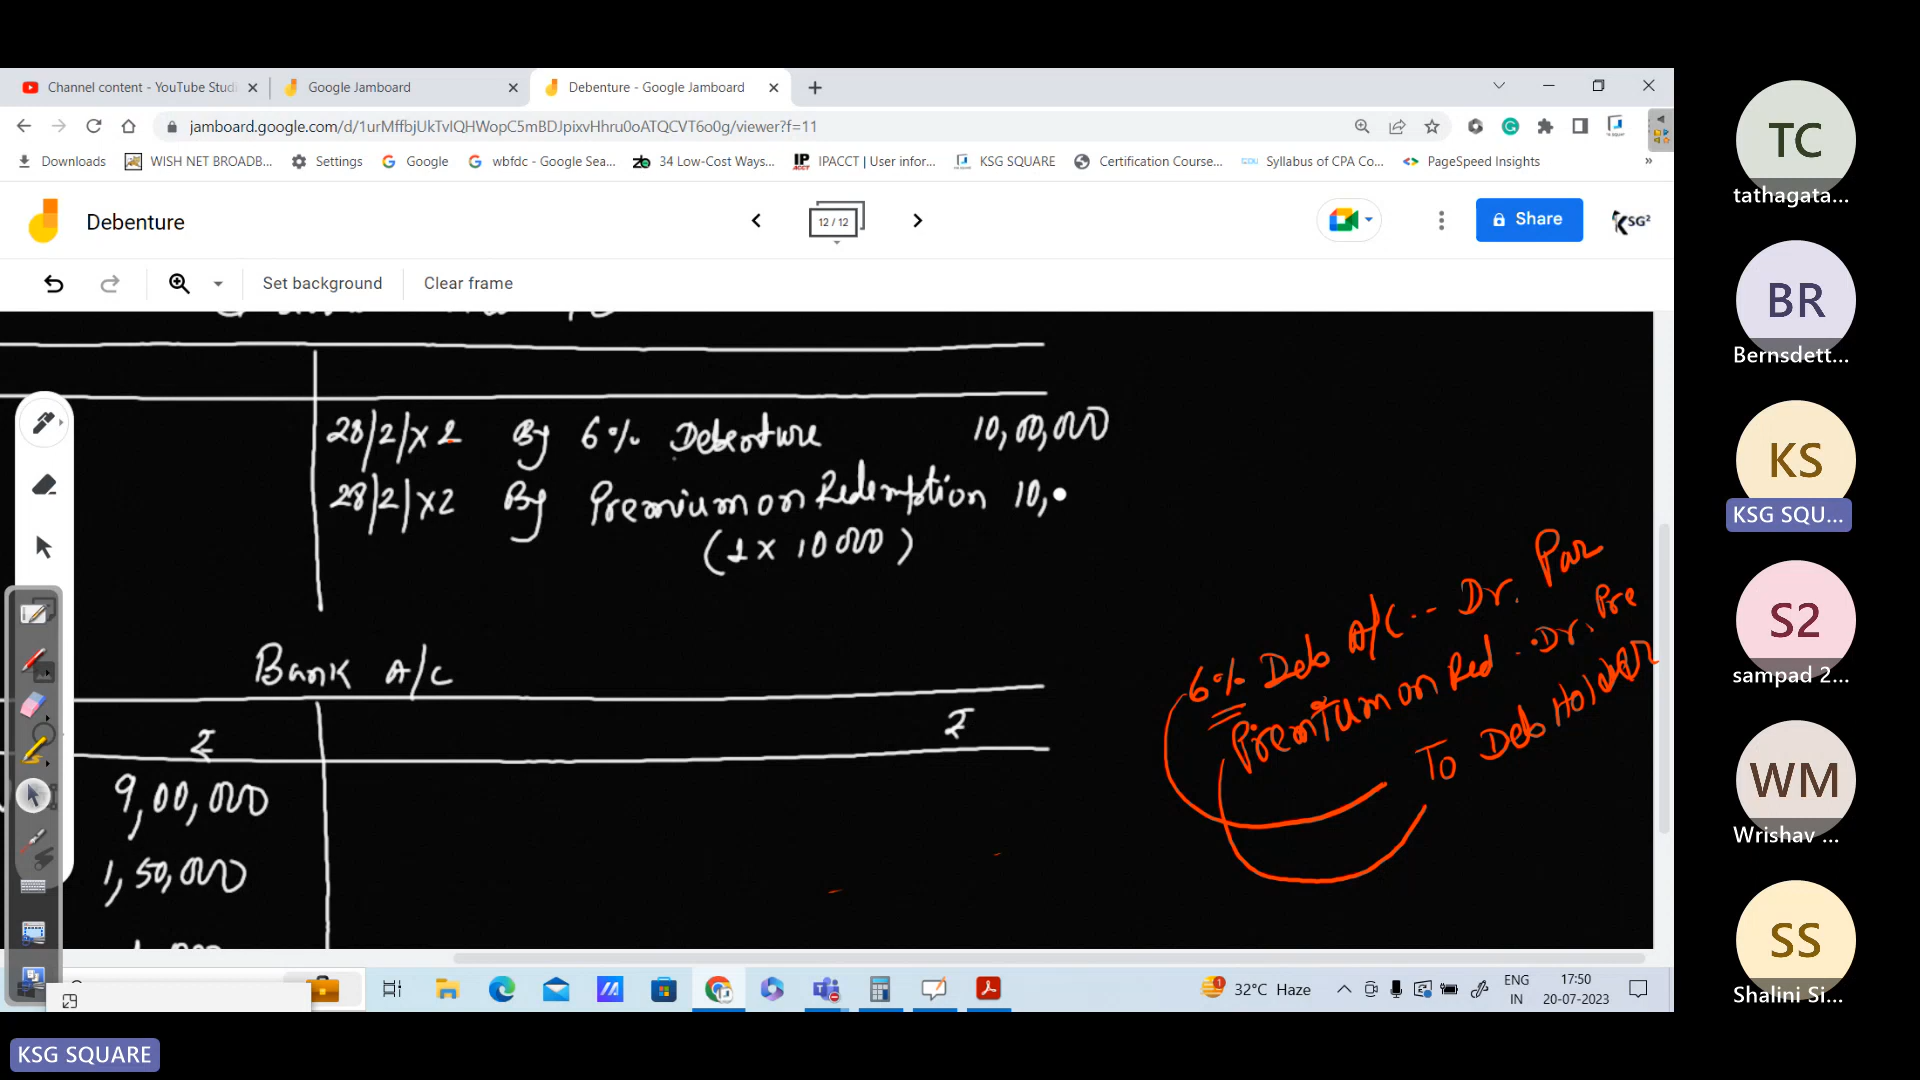 Channel content - YouTube Studi
Google Jamboard
Debenture - Google Jamboard
jamboard.google.com/d/1urMffbjUkTvIQHWopC5mBDJpixvHhru0oATQCVT6o0g/viewer?f=11
Downloads
WISH NET BROADB...
Settings
Google
wbfdc - Google Sea...
34 Low-Cost Ways...
IPACCT | User infor...
KSG SQUARE
Certification Course...
Syllabus of CPA Co...
PageSpeed Insights
Debenture
12 / 12
Share
KSG²
Set background
Clear frame
28/2/x2 By 6% Debenture 10,00,000
28/2/x2 By Premium on Redemption 10,
(1 x 10000)
Bank A/C
₹ ₹
9,00,000
1,50,000
6% Deb A/C -- Dr. Par
Premium on Red -- Dr. Pre
To Deb Holder
TC
tathagata...
BR
Bernsdett...
KS
KSG SQU...
S2
sampad 2...
WM
Wrishav ...
SS
Shalini Si...
32°C Haze
ENG
IN
17:50
20-07-2023
KSG SQUARE